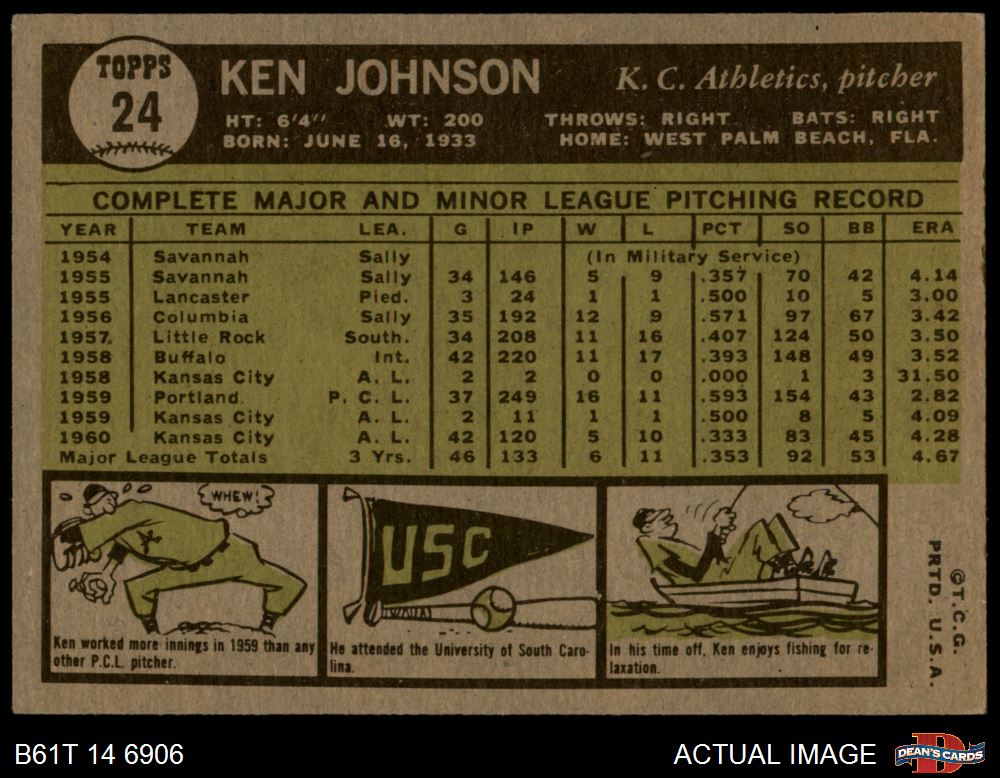 TOPPS
24
KEN JOHNSON
K. C. Athletics, pitcher
HT: 6'4" WT: 200 THROWS: RIGHT BATS: RIGHT
BORN: JUNE 16, 1933 HOME: WEST PALM BEACH, FLA.
COMPLETE MAJOR AND MINOR LEAGUE PITCHING RECORD
YEAR TEAM LEA. G IP W L PCT SO BB ERA
1954 Savannah Sally (In Military Service)
1955 Savannah Sally 34 146 5 9 .357 70 42 4.14
1955 Lancaster Pied. 3 24 1 1 .500 10 5 3.00
1956 Columbia Sally 35 192 12 9 .571 97 67 3.42
1957 Little Rock South. 34 208 11 16 .407 124 50 3.50
1958 Buffalo Int. 42 220 11 17 .393 148 49 3.52
1958 Kansas City A. L. 2 2 0 0 .000 1 3 31.50
1959 Portland P. C. L. 37 249 16 11 .593 154 43 2.82
1959 Kansas City A. L. 2 11 1 1 .500 8 5 4.09
1960 Kansas City A. L. 42 120 5 10 .333 83 45 4.28
Major League Totals 3 Yrs. 46 133 6 11 .353 92 53 4.67
WHEW!
Ken worked more innings in 1959 than any
other P.C.L. pitcher.
USC
He attended the University of South Caro-
lina.
In his time off, Ken enjoys fishing for re-
laxation.
©T.C.G.
PRTD. U.S.A.
B61T 14 6906
ACTUAL IMAGE
D
DEAN'S CARDS